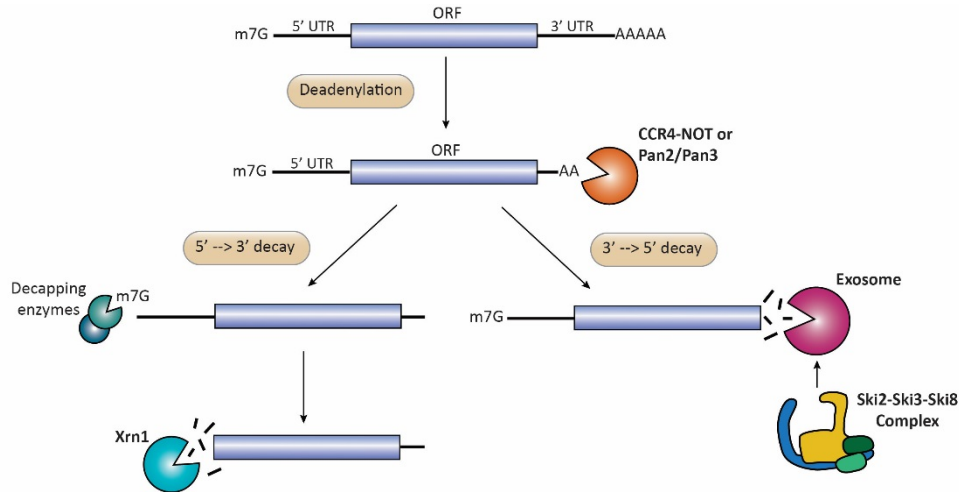 ORF
m7G 5' UTR 3' UTR AAAAA
Deadenylation
CCR4-NOT or
Pan2/Pan3
ORF
m7G 5' UTR AA
5' --> 3' decay
3' --> 5' decay
Decapping
enzymes
m7G
m7G
Exosome
Ski2-Ski3-Ski8
Complex
Xrn1